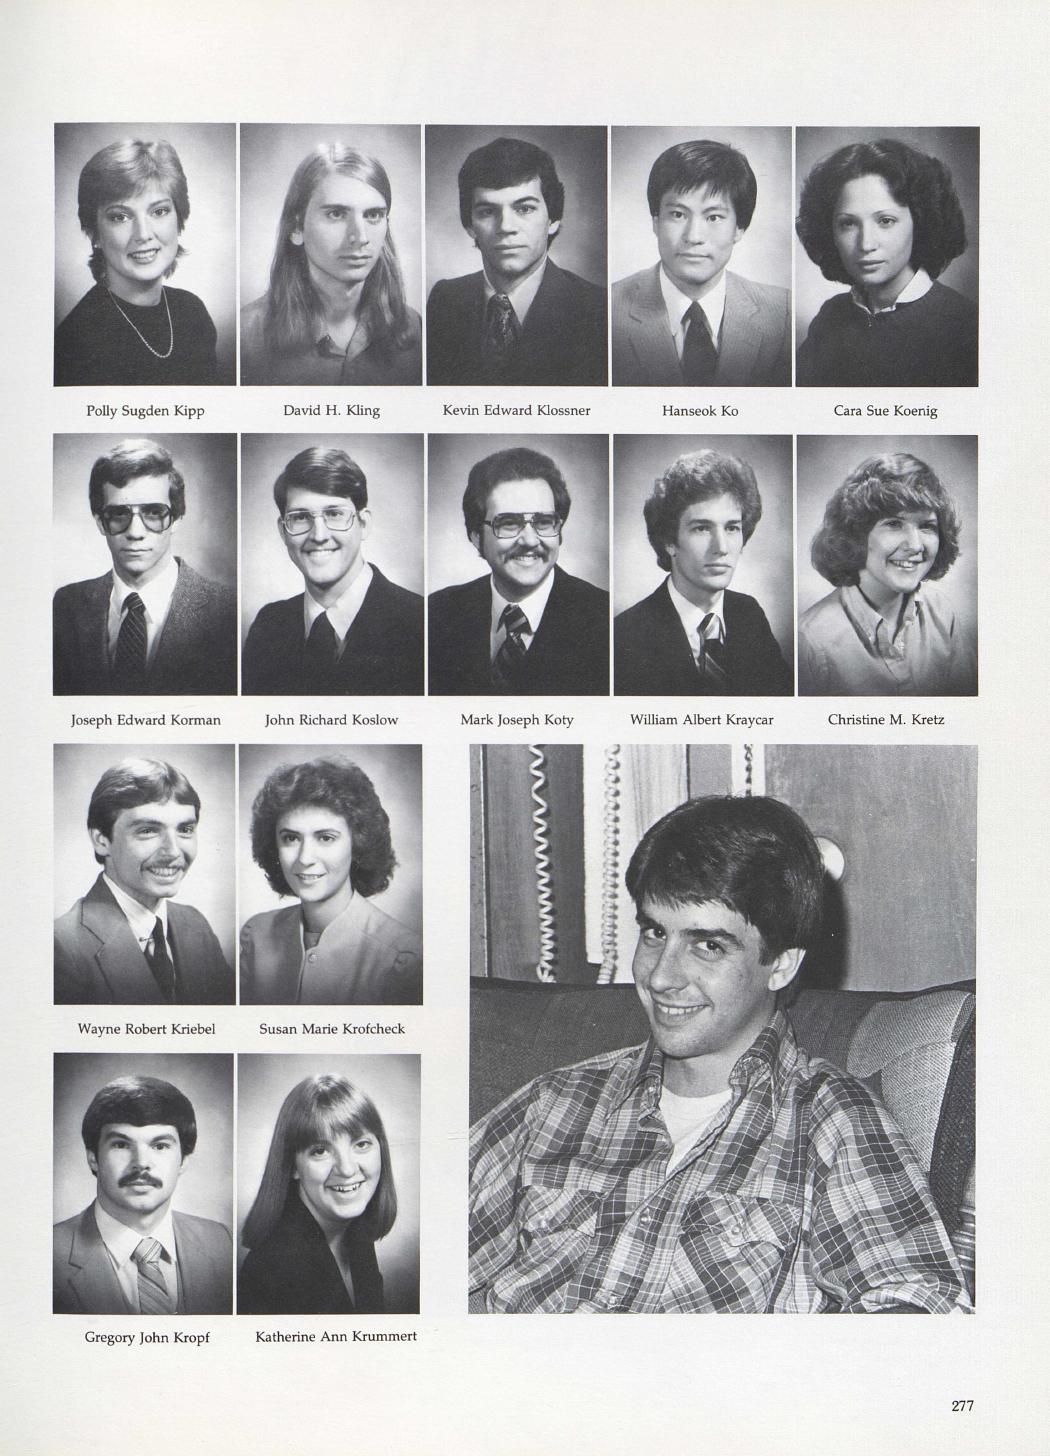 Polly Sugden Kipp
David H. Kling
Kevin Edward Klossner
Hanseok Ko
Cara Sue Koenig
Joseph Edward Korman
John Richard Koslow
Mark Joseph Koty
William Albert Kraycar
Christine M. Kretz
Wayne Robert Kriebel
Susan Marie Krofcheck
Gregory John Kropf
Katherine Ann Krummert
277